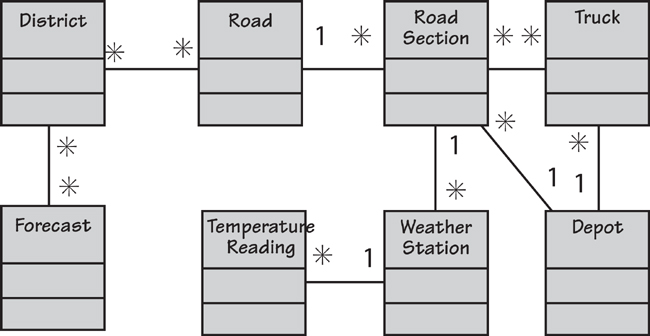 District
Road
Road
Section
Truck
* * 1 * * *
* 1 * * 1 1
* *
Forecast
Temperature
Reading
Weather
Station
Depot
* 1